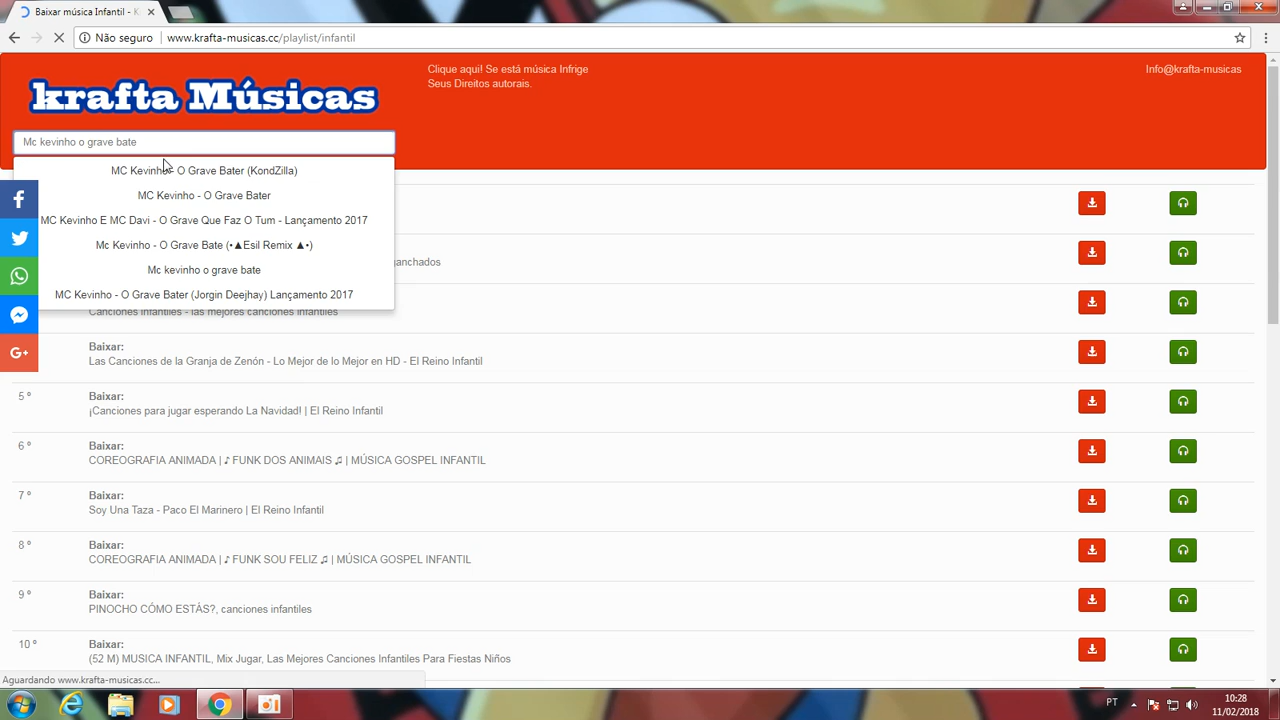 Baixar música Infantil - K
Não seguro
www.krafta-musicas.cc/playlist/infantil
krafta Músicas
Clique aqui! Se está música Infrige
Seus Direitos autorais.
Info@krafta-musicas
Mc kevinho o grave bate
MC Kevinho - O Grave Bater (KondZilla)
MC Kevinho - O Grave Bater
MC Kevinho E MC Davi - O Grave Que Faz O Tum - Lançamento 2017
Mc Kevinho - O Grave Bate (•▲Esil Remix ▲•)
Mc kevinho o grave bate
MC Kevinho - O Grave Bater (Jorgin Deejhay) Lançamento 2017
anchados
Canciones infantiles - las mejores canciones infantiles
Baixar:
Las Canciones de la Granja de Zenón - Lo Mejor de lo Mejor en HD - El Reino Infantil
5 º Baixar:
¡Canciones para jugar esperando La Navidad! | El Reino Infantil
6 º Baixar:
COREOGRAFIA ANIMADA | ♪ FUNK DOS ANIMAIS ♫ | MÚSICA GOSPEL INFANTIL
7 º Baixar:
Soy Una Taza - Paco El Marinero | El Reino Infantil
8 º Baixar:
COREOGRAFIA ANIMADA | ♪ FUNK SOU FELIZ ♫ | MÚSICA GOSPEL INFANTIL
9 º Baixar:
PINOCHO CÓMO ESTÁS?, canciones infantiles
10 º Baixar:
(52 M) MUSICA INFANTIL, Mix Jugar, Las Mejores Canciones Infantiles Para Fiestas Niños
Aguardando www.krafta-musicas.cc...
PT
10:28
11/02/2018